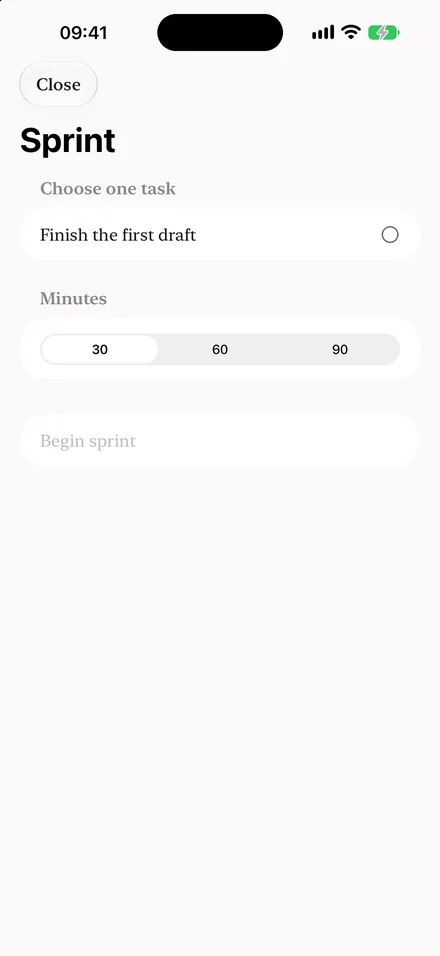 09:41
Close
Sprint
Choose one task
Finish the first draft
Minutes
30 60 90
Begin sprint